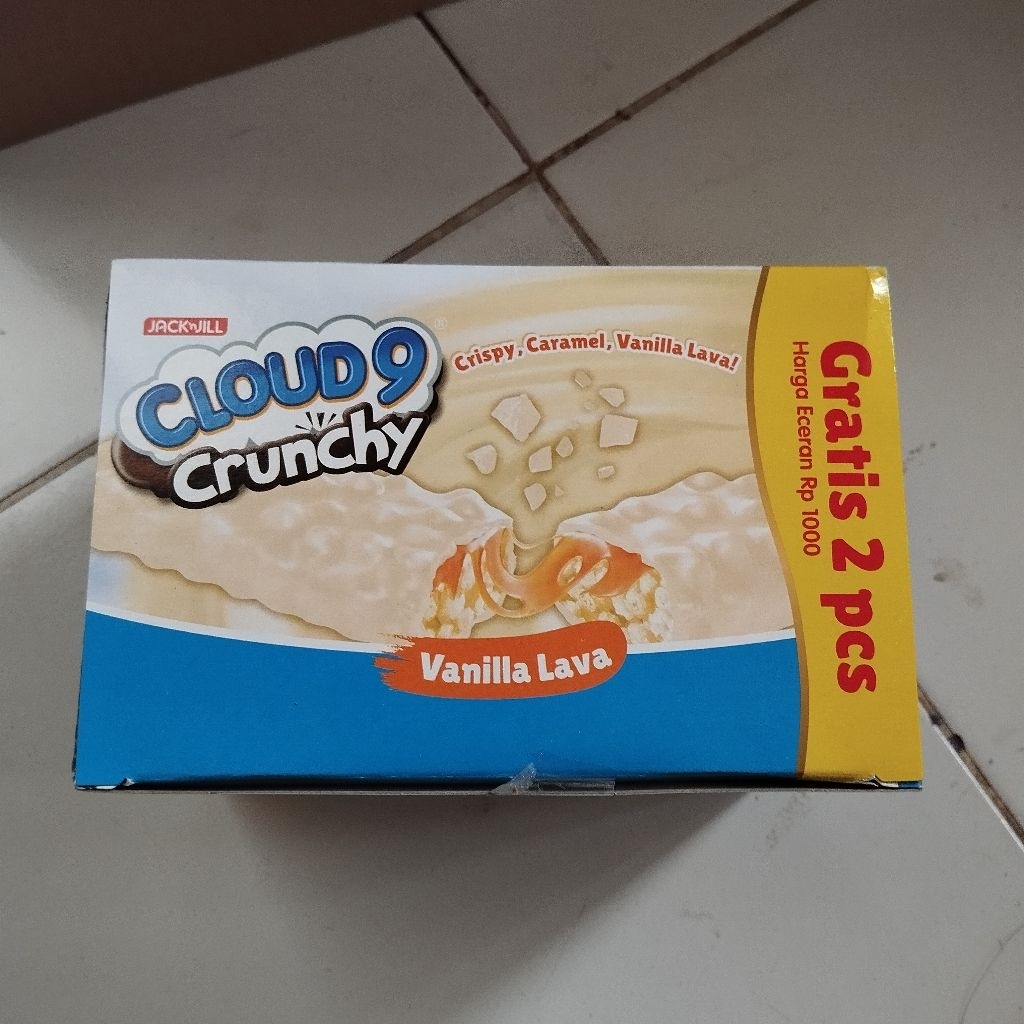 JACK'n JILL
CLOUD 9
®
Crunchy
Crispy, Caramel, Vanilla Lava!
Vanilla Lava
Gratis 2 pcs
Harga Eceran Rp 1000